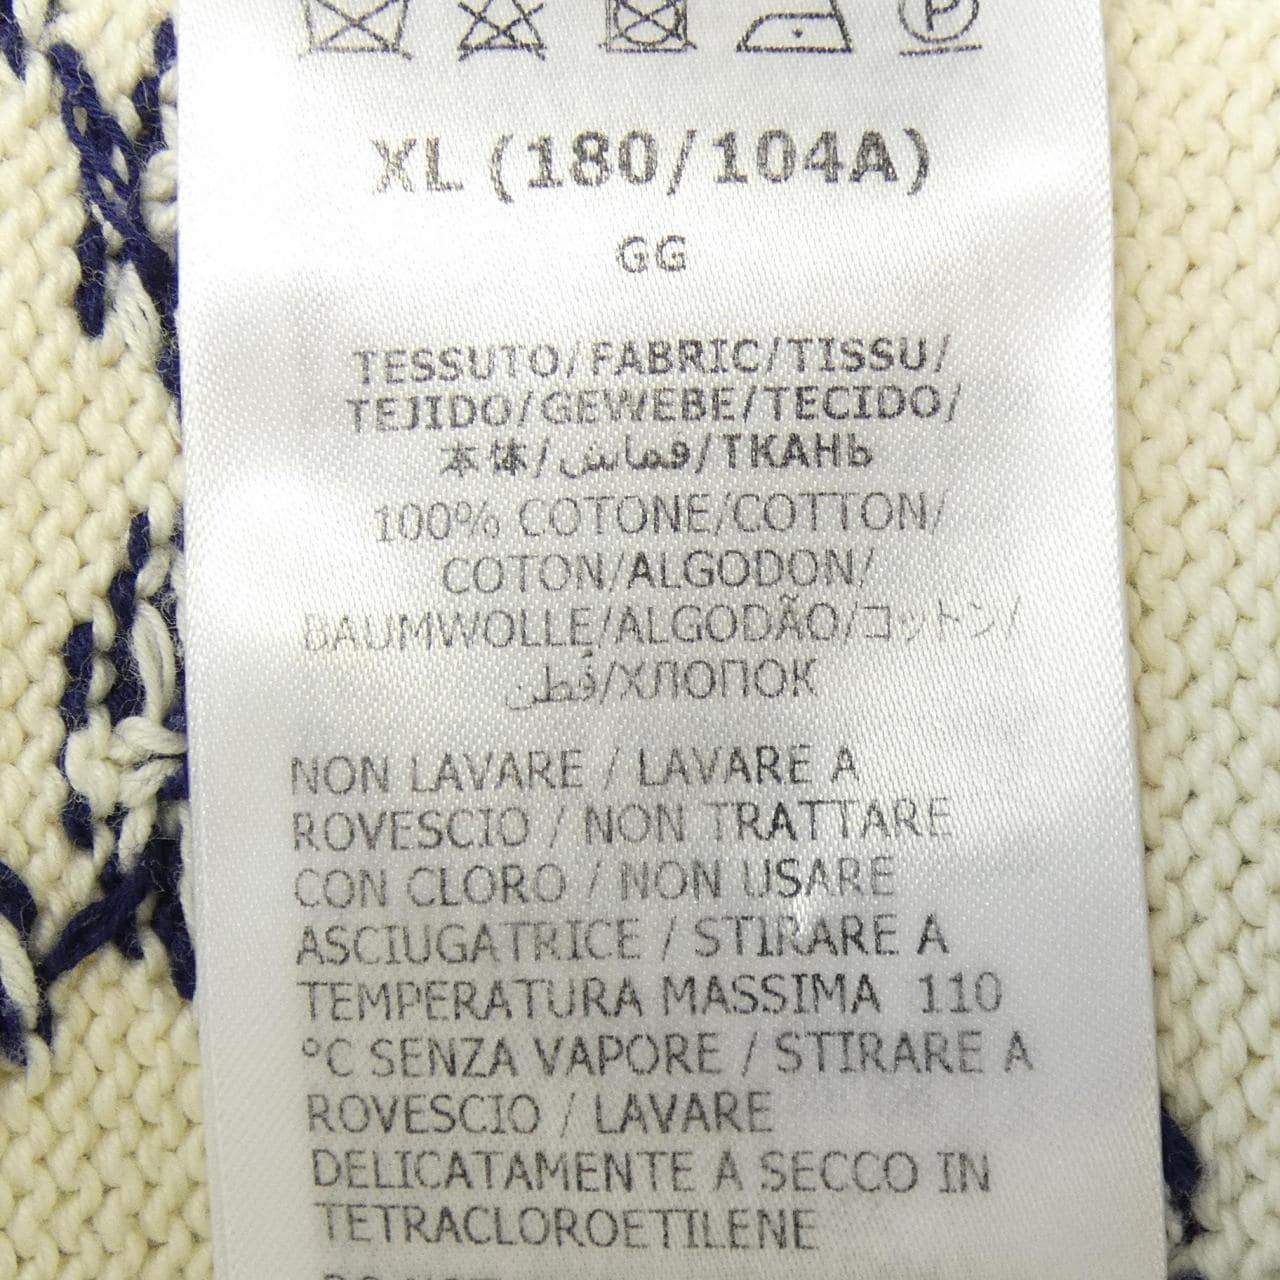 XL (180/104A)
GG
TESSUTO/FABRIC/TISSU/
TEJIDO/GEWEBE/TECIDO/
本体/قماش/ТКАНЬ
100% COTONE/COTTON/
COTON/ALGODON/
BAUMWOLLE/ALGODÃO/コットン/
قُطن/ХЛОПОК
NON LAVARE / LAVARE A
ROVESCIO / NON TRATTARE
CON CLORO / NON USARE
ASCIUGATRICE / STIRARE A
TEMPERATURA MASSIMA 110
°C SENZA VAPORE / STIRARE A
ROVESCIO / LAVARE
DELICATAMENTE A SECCO IN
TETRACLOROETILENE